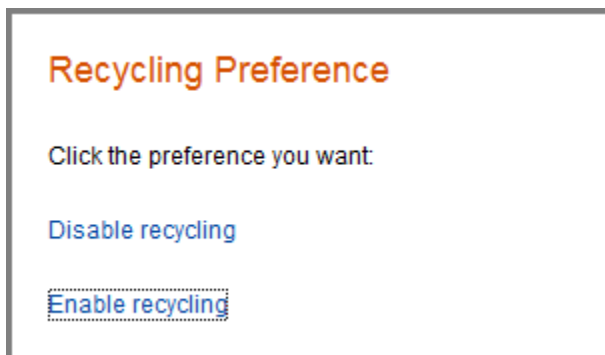 Recycling Preference
Click the preference you want:
Disable recycling
Enable recycling